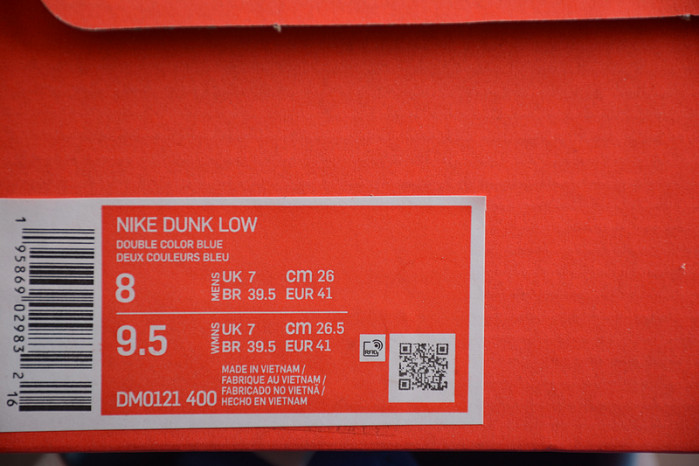 NIKE DUNK LOW
DOUBLE COLOR BLUE
DEUX COULEURS BLEU
8 MENS UK 7 cm 26
BR 39.5 EUR 41
9.5 WMNS UK 7 cm 26.5
BR 39.5 EUR 41
MADE IN VIETNAM /
FABRIQUE AU VIETNAM /
FABRICADO NO VIETNÃ /
DM0121 400 HECHO EN VIETNAM
RFID
1 95869 02983 2 16